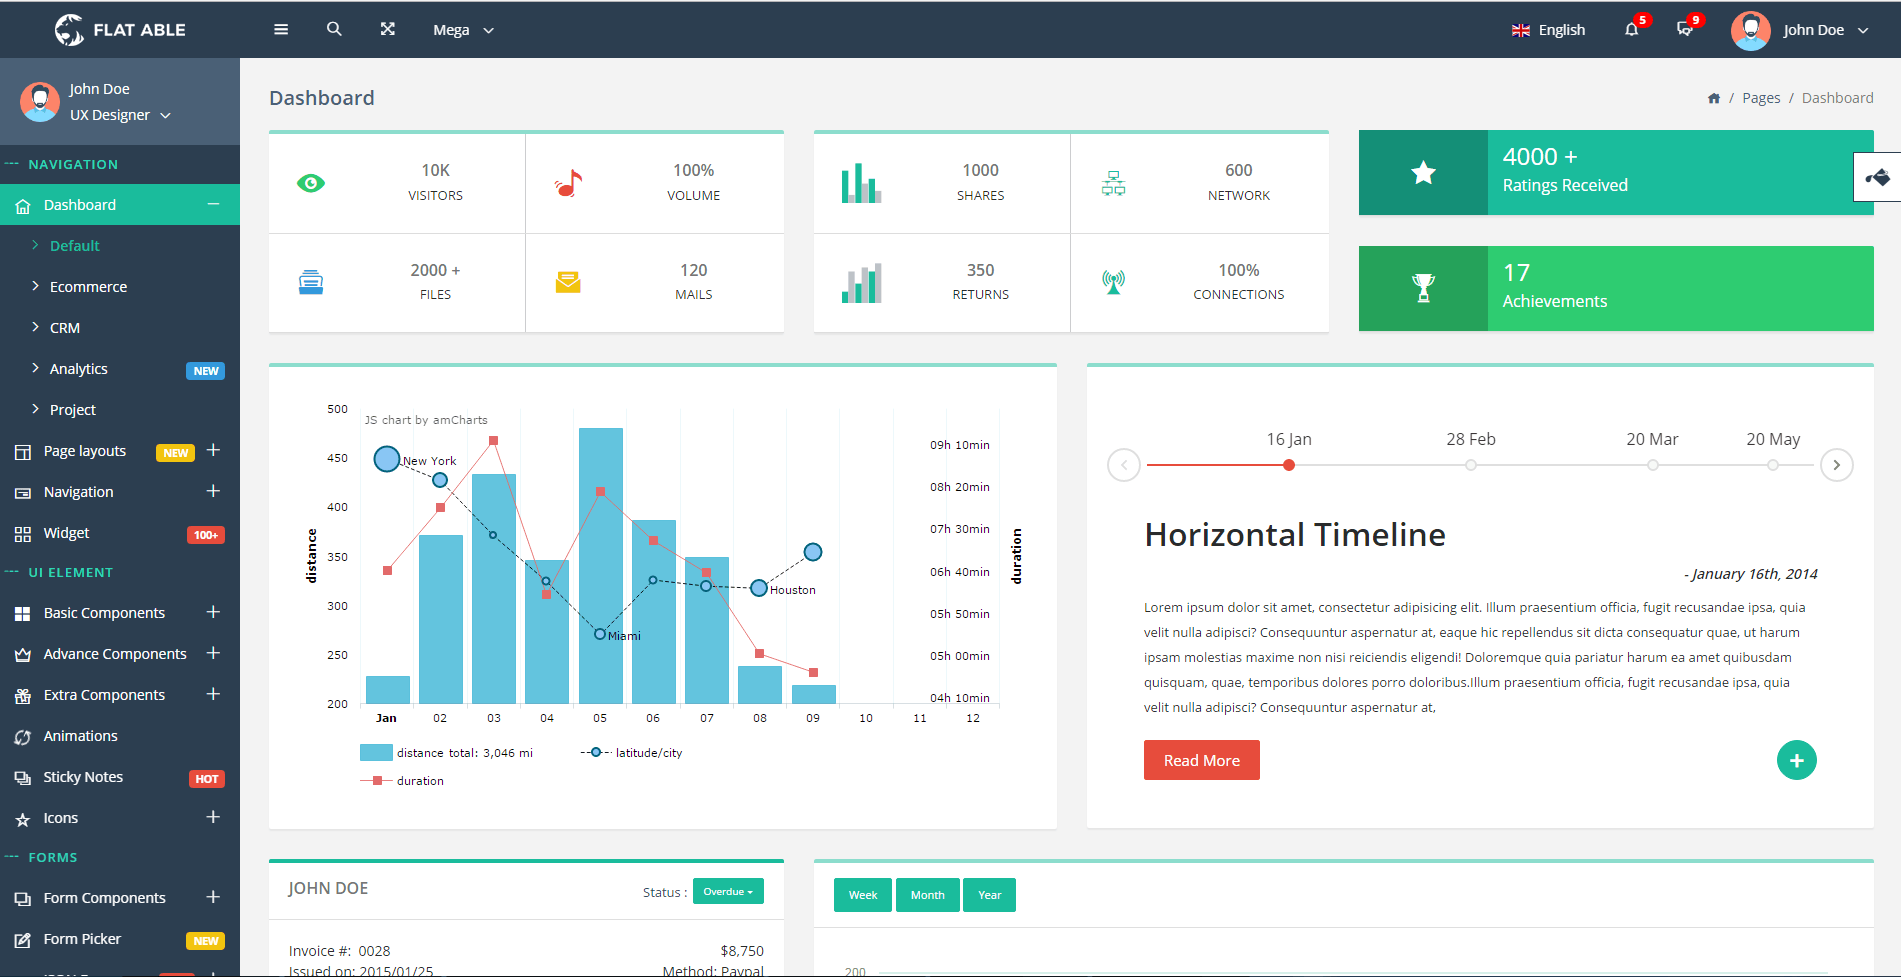 FLAT ABLE
Mega
English
5
9
John Doe
John Doe
UX Designer
NAVIGATION
Dashboard
Default
Ecommerce
CRM
Analytics NEW
Project
Page layouts NEW
Navigation
Widget 100+
UI ELEMENT
Basic Components
Advance Components
Extra Components
Animations
Sticky Notes HOT
Icons
FORMS
Form Components
Form Picker NEW
Dashboard
/ Pages / Dashboard
10K
VISITORS
100%
VOLUME
2000 +
FILES
120
MAILS
1000
SHARES
600
NETWORK
350
RETURNS
100%
CONNECTIONS
4000 +
Ratings Received
17
Achievements
JS chart by amCharts
distance
500
450
400
350
300
250
200
New York
Miami
Houston
09h 10min
08h 20min
07h 30min
06h 40min
05h 50min
05h 00min
04h 10min
duration
Jan 02 03 04 05 06 07 08 09 10 11 12
distance total: 3,046 mi
latitude/city
duration
16 Jan
28 Feb
20 Mar
20 May
Horizontal Timeline
- January 16th, 2014
Lorem ipsum dolor sit amet, consectetur adipisicing elit. Illum praesentium officia, fugit recusandae ipsa, quia
velit nulla adipisci? Consequuntur aspernatur at, eaque hic repellendus sit dicta consequatur quae, ut harum
ipsam molestias maxime non nisi reiciendis eligendi! Doloremque quia pariatur harum ea amet quibusdam
quisquam, quae, temporibus dolores porro doloribus.Illum praesentium officia, fugit recusandae ipsa, quia
velit nulla adipisci? Consequuntur aspernatur at,
Read More
JOHN DOE
Status : Overdue
Invoice #: 0028
$8,750
Issued on: 2015/01/25
Method: Paypal
Week
Month
Year
200